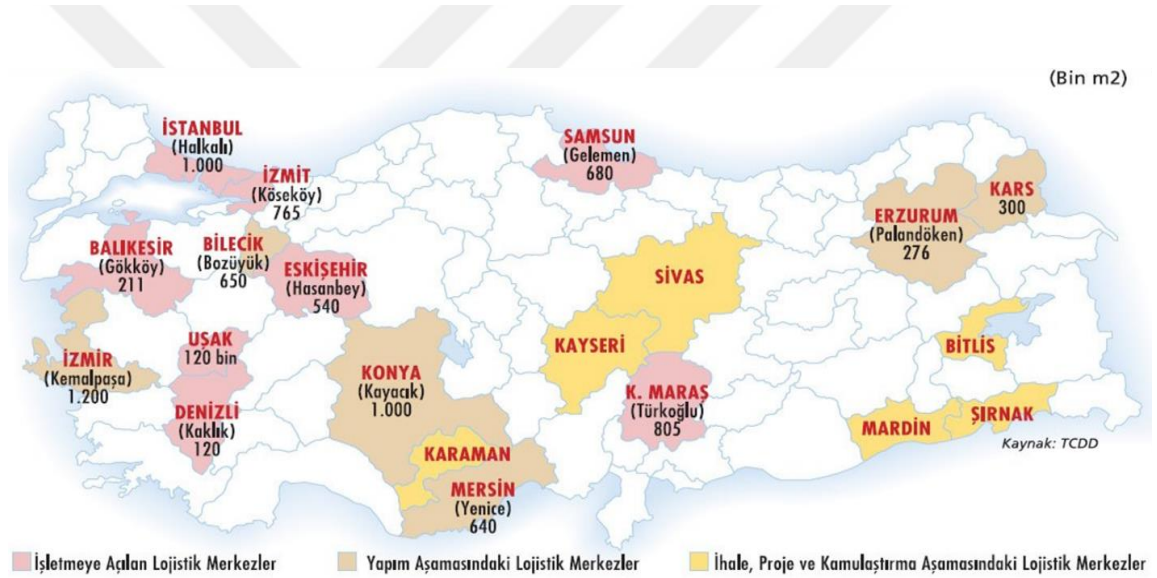 (Bin m2)
İSTANBUL
(Halkalı)
1.000
İZMİT
(Köseköy)
765
SAMSUN
(Gelemen)
680
KARS
300
ERZURUM
(Palandöken)
276
BALIKESİR
(Gökköy)
211
BİLECİK
(Bozüyük)
650
ESKİŞEHİR
(Hasanbey)
540
SİVAS
KAYSERİ
BİTLİS
UŞAK
120 bin
İZMİR
(Kemalpaşa)
1.200
KONYA
(Kayacık)
1.000
K. MARAŞ
(Türkoğlu)
805
DENİZLİ
(Kaklık)
120
MARDİN
ŞIRNAK
Kaynak: TCDD
KARAMAN
MERSİN
(Yenice)
640
İşletmeye Açılan Lojistik Merkezler
Yapım Aşamasındaki Lojistik Merkezler
İhale, Proje ve Kamulaştırma Aşamasındaki Lojistik Merkezler